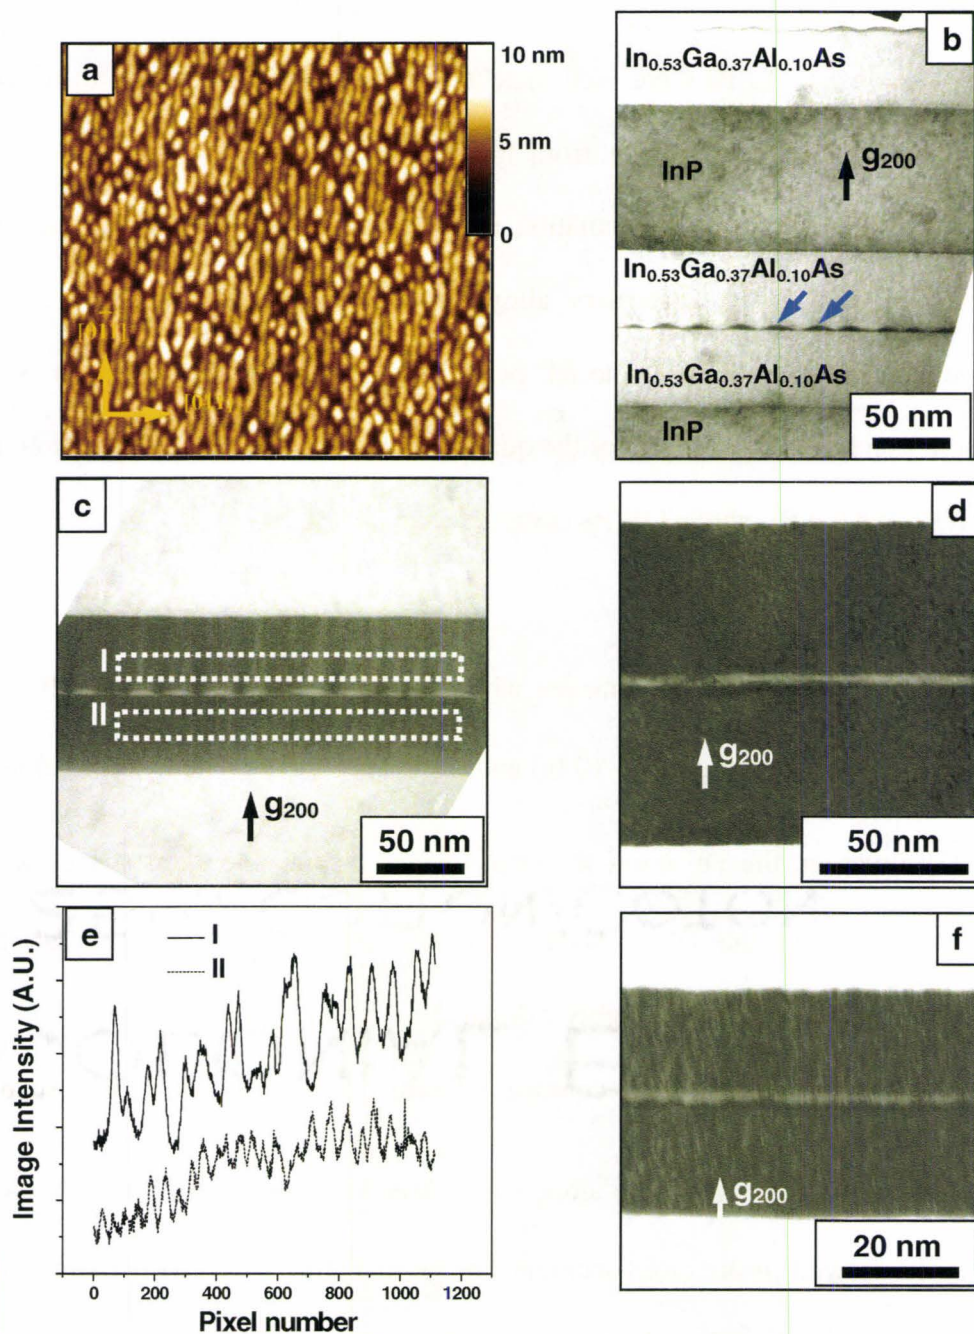 a
10 nm
5 nm
0
b
In0.53Ga0.37Al0.10As
InP
g200
In0.53Ga0.37Al0.10As
In0.53Ga0.37Al0.10As
InP
50 nm
c
I
II
g200
50 nm
d
g200
50 nm
e
I
II
Image Intensity (A.U.)
0 200 400 600 800 1000 1200
Pixel number
f
g200
20 nm